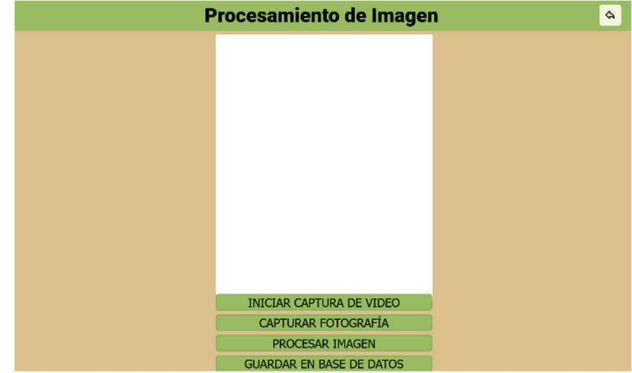 Procesamiento de Imagen
INICIAR CAPTURA DE VIDEO
CAPTURAR FOTOGRAFÍA
PROCESAR IMAGEN
GUARDAR EN BASE DE DATOS